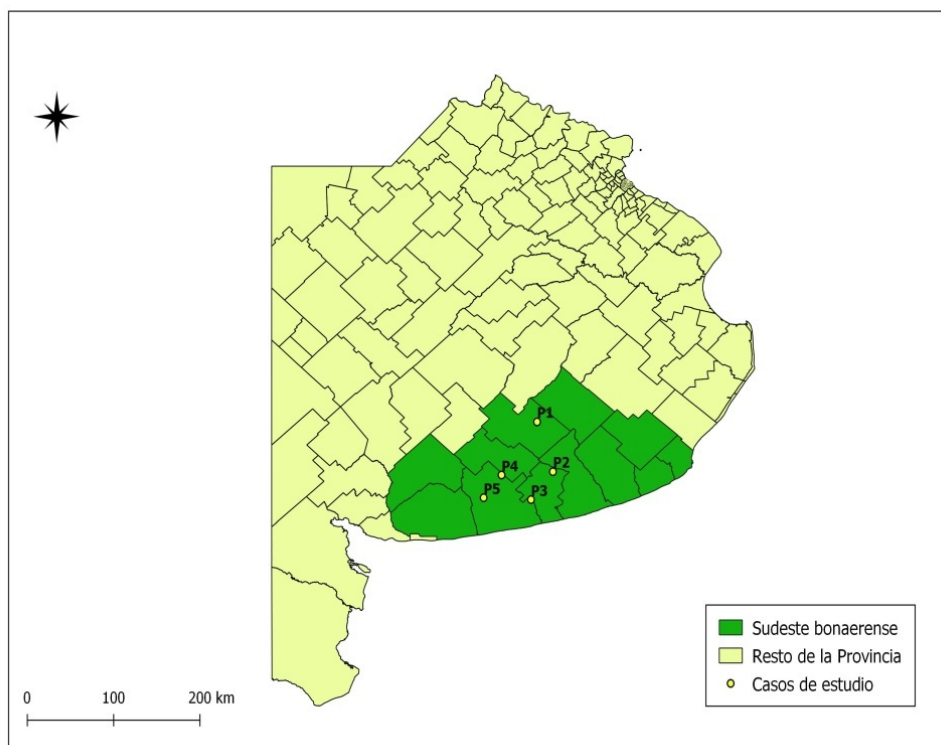 P1
P2
P4
P5
P3
Sudeste bonaerense
Resto de la Provincia
Casos de estudio
0 100 200 km